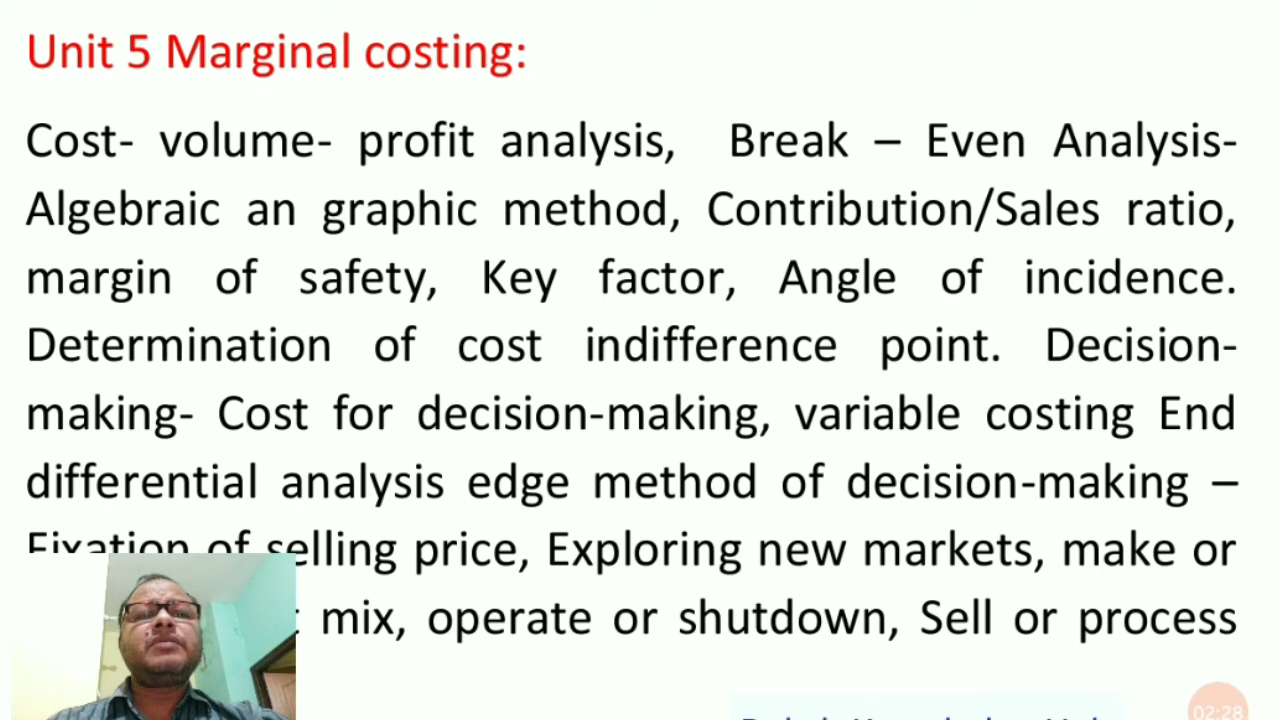 Unit 5 Marginal costing:
Cost- volume- profit analysis, Break – Even Analysis-
Algebraic an graphic method, Contribution/Sales ratio,
margin of safety, Key factor, Angle of incidence.
Determination of cost indifference point. Decision-
making- Cost for decision-making, variable costing End
differential analysis edge method of decision-making –
Fixation of selling price, Exploring new markets, make or
mix, operate or shutdown, Sell or process
02:28